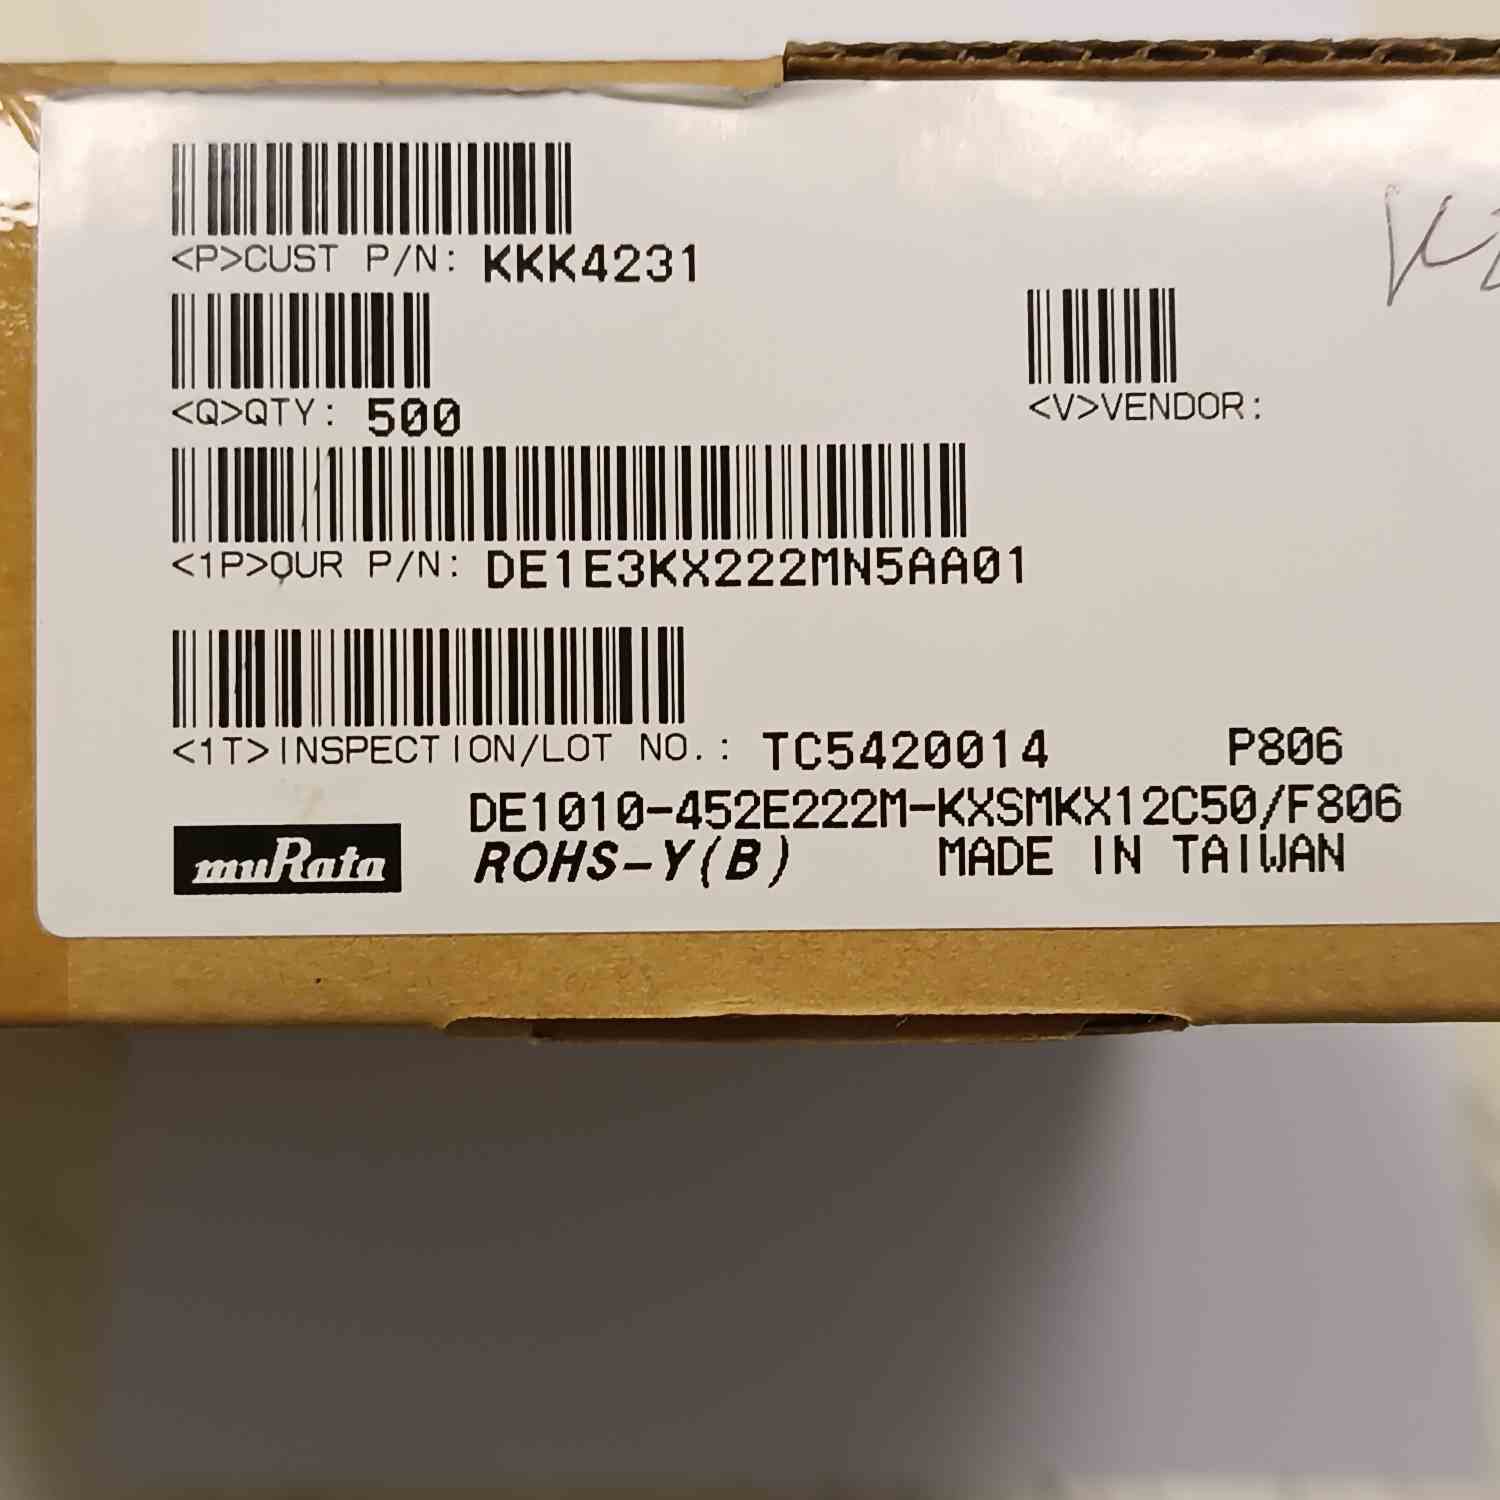 <P>CUST P/N: KKK4231
<Q>QTY: 500
<V>VENDOR:
<1P>OUR P/N: DE1E3KX222MN5AA01
<1T>INSPECTION/LOT NO.: TC5420014 P806
DE1010-452E222M-KXSMKX12C50/F806
muRata ROHS-Y(B) MADE IN TAIWAN